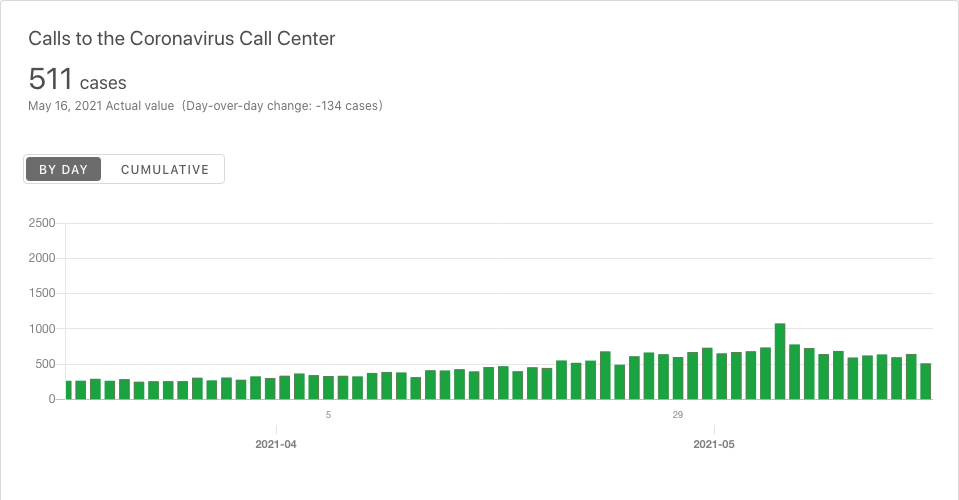 Calls to the Coronavirus Call Center
511 cases
May 16, 2021 Actual value (Day-over-day change: -134 cases)
BY DAY CUMULATIVE
2500
2000
1500
1000
500
0
5 29
2021-04 2021-05